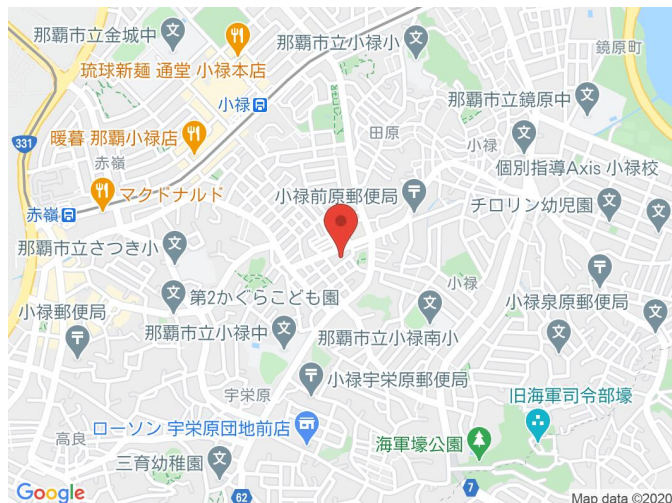 那覇市立金城中
那覇市立小禄小
鏡原町
琉球新麺 通堂 小禄本店
小禄
那覇市立鏡原中
331
暖暮 那覇小禄店
田原
赤嶺
小禄
個別指導Axis 小禄校
マクドナルド
小禄前原郵便局
チロリン幼児園
赤嶺
那覇市立さつき小
小禄
第2かぐらこども園
小禄泉原郵便局
小禄郵便局
那覇市立小禄中
那覇市立小禄南小
小禄宇栄原郵便局
宇栄原
旧海軍司令部壕
ローソン 宇栄原団地前店
高良
海軍壕公園
三育幼稚園
7
Google
62
Map data ©2020